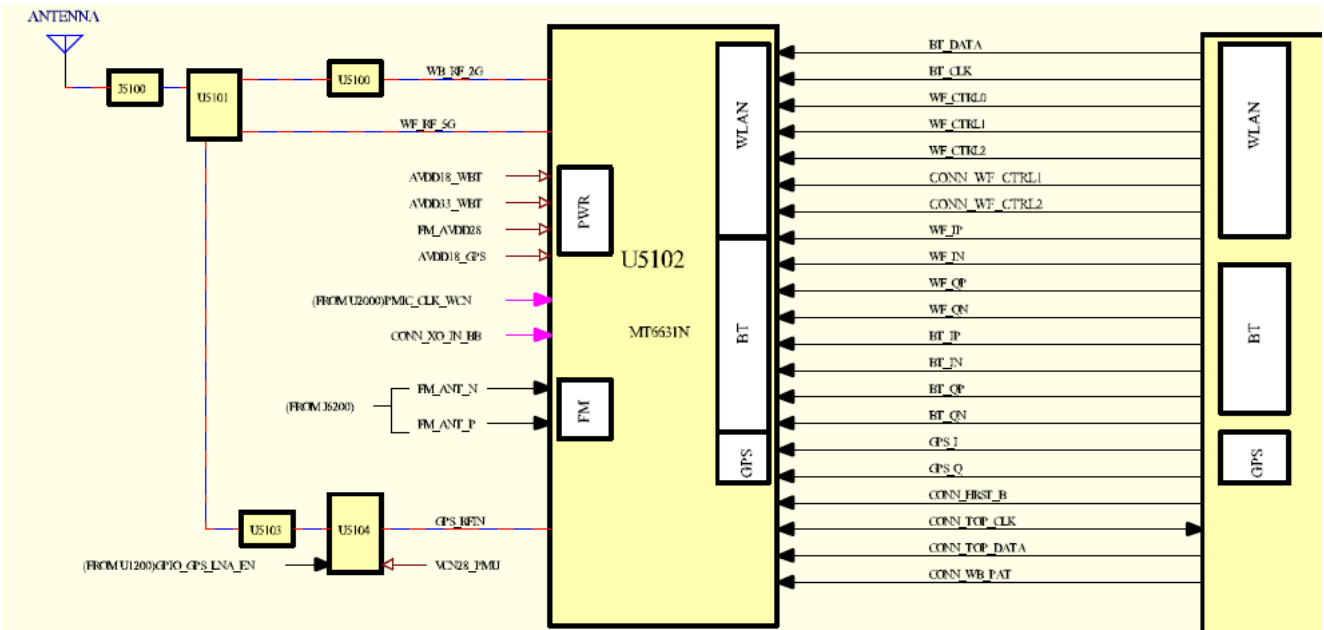 ANTENNA
J5100
U5101
U5100
WB_RF_2G
WF_RF_5G
AVDD18_WBT
AVDD33_WBT
FM_AVDD28
AVDD18_GPS
PWR
(FROM U2000)PMIC_CLK_WCN
CONN_XO_IN_BB
(FROM J6200)
FM_ANT_N
FM_ANT_P
FM
U5103
U5104
GPS_RFIN
(FROM U1200)GPIO_GPS_LNA_EN
VCN28_PMU
U5102
MT6631N
WLAN
BT
GPS
BT_DATA
BT_CLK
WF_CTRL0
WF_CTRL1
WF_CTRL2
CONN_WF_CTRL1
CONN_WF_CTRL2
WF_IP
WF_IN
WF_QP
WF_QN
BT_IP
BT_IN
BT_QP
BT_QN
GPS_I
GPS_Q
CONN_HRST_B
CONN_TOP_CLK
CONN_TOP_DATA
CONN_WB_PAT
WLAN
BT
GPS